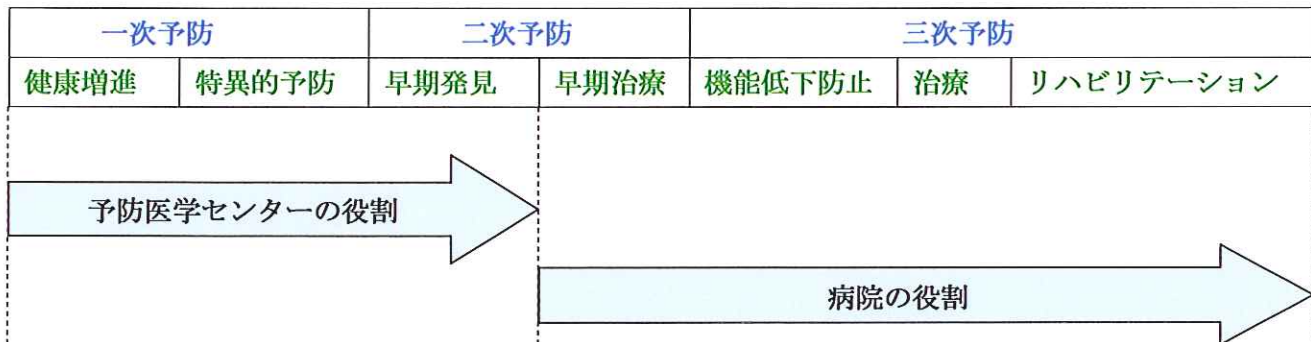 一次予防 二次予防 三次予防
健康増進 特異的予防 早期発見 早期治療 機能低下防止 治療 リハビリテーション
予防医学センターの役割
病院の役割